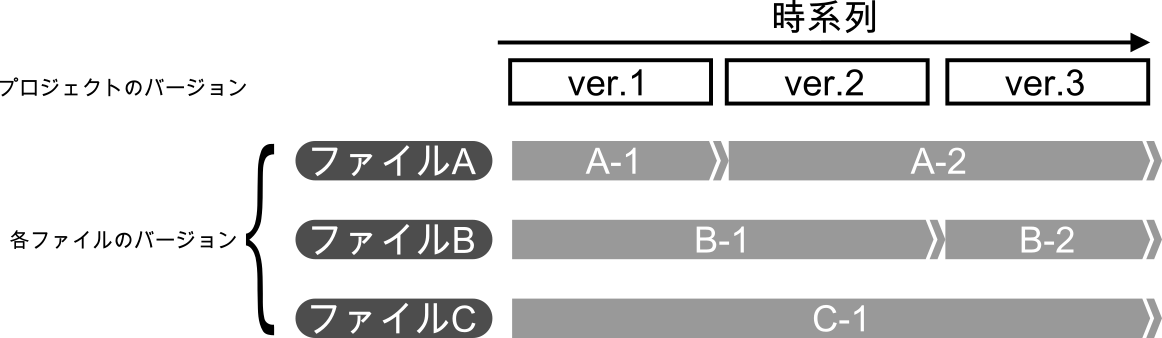 時系列
プロジェクトのバージョン
ver.1
ver.2
ver.3
ファイルA
A-1
A-2
各ファイルのバージョン
ファイルB
B-1
B-2
ファイルC
C-1